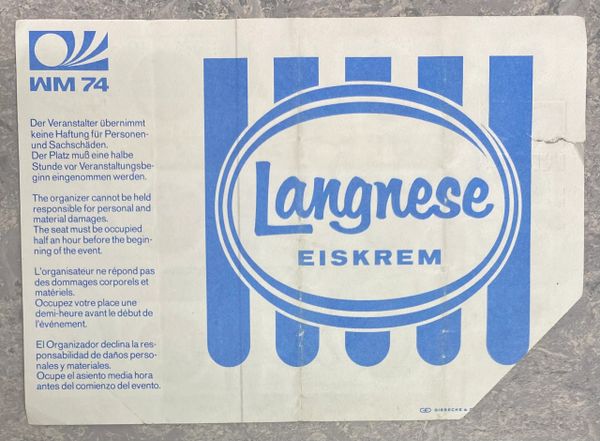 WM 74
Der Veranstalter übernimmt
keine Haftung für Personen-
und Sachschäden.
Der Platz muß eine halbe
Stunde vor Veranstaltungsbe-
ginn eingenommen werden.
The organizer cannot be held
responsible for personal and
material damages.
The seat must be occupied
half an hour before the begin-
ning of the event.
L'organisateur ne répond pas
des dommages corporels et
matériels.
Occupez votre place une
demi-heure avant le début de
l'événement.
El Organizador declina la res-
ponsabilidad de daños perso-
nales y materiales.
Ocupe el asiento media hora
antes del comienzo del evento.
Langnese
EISKREM
GIESECKE &